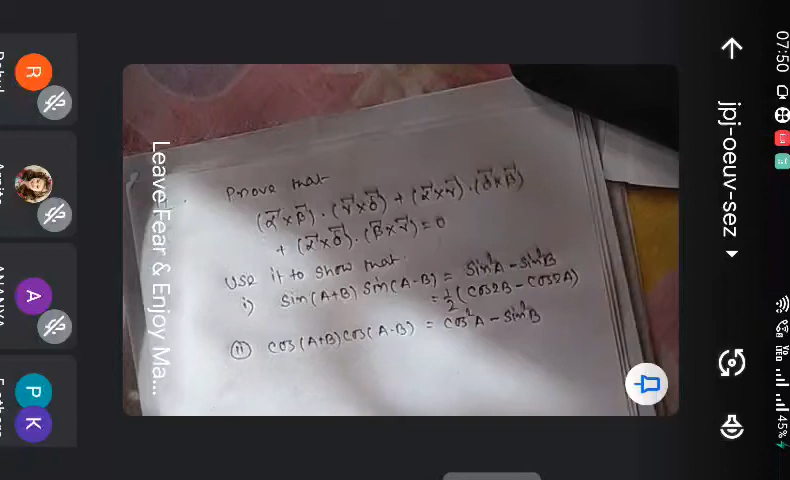 Prove that
(α⃗ × β⃗) . (γ⃗ × δ⃗) + (α⃗ × γ⃗) . (δ⃗ × β⃗)
+ (α⃗ × δ⃗) . (β⃗ × γ⃗) = 0
Use it to show that.
i) Sin(A+B) Sin(A-B) = Sin²A - Sin²B
= 1/2 (Cos2B - Cos2A)
(ii) Cos(A+B) Cos(A-B) = Cos²A - Sin²B
Leave Fear & Enjoy Ma...
jpj-oeuv-sez
07:50
45%
R
A
P
K